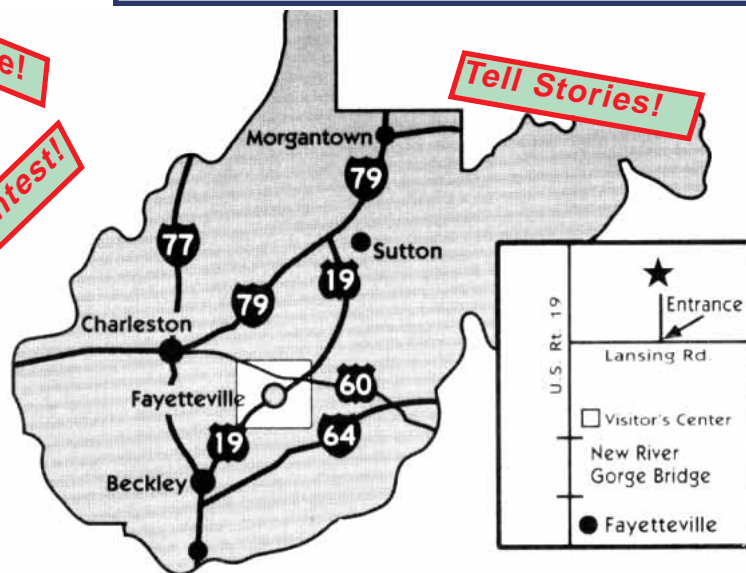 e!
Tell Stories!
ntest!
Morgantown
79
77
Sutton
19
79
Charleston
60
Fayetteville
19
64
Beckley
U.S. Rt. 19
Entrance
Lansing Rd.
Visitor's Center
New River
Gorge Bridge
Fayetteville